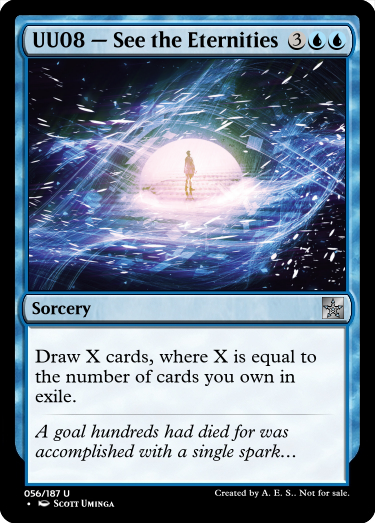 UU08 — See the Eternities 3
Sorcery
Draw X cards, where X is equal to
the number of cards you own in
exile.
A goal hundreds had died for was
accomplished with a single spark…
056/187 U
Created by A. E. S.. Not for sale.
• Scott Uminga